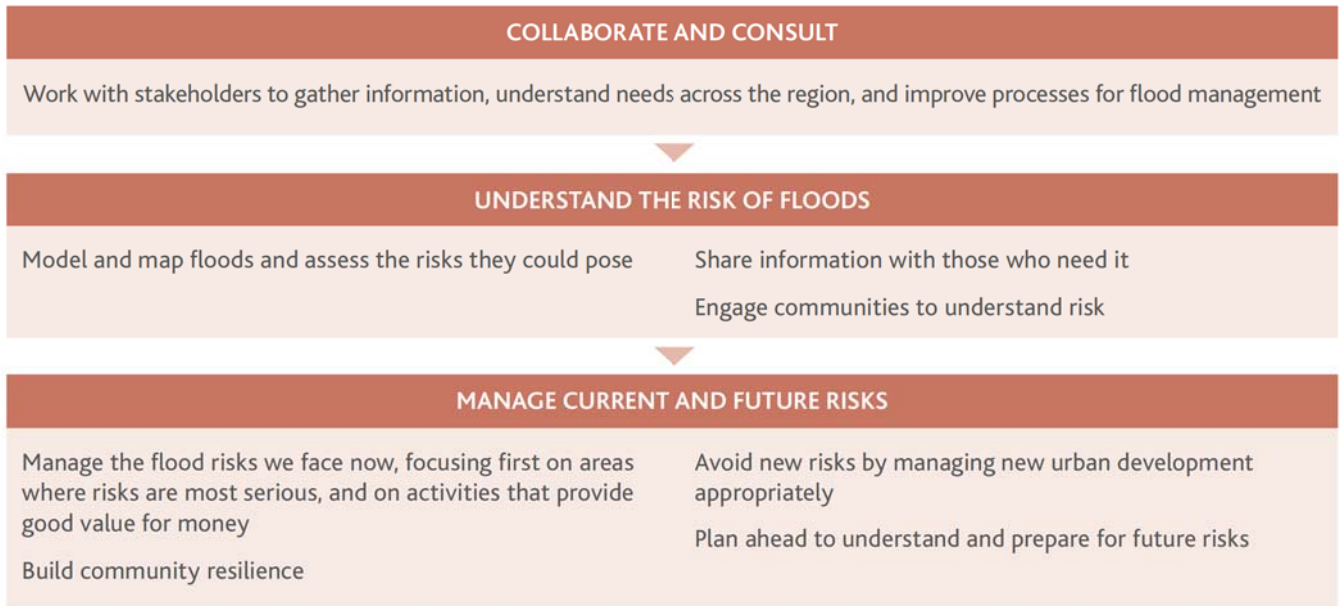 COLLABORATE AND CONSULT
Work with stakeholders to gather information, understand needs across the region, and improve processes for flood management
UNDERSTAND THE RISK OF FLOODS
Model and map floods and assess the risks they could pose
Share information with those who need it
Engage communities to understand risk
MANAGE CURRENT AND FUTURE RISKS
Manage the flood risks we face now, focusing first on areas
where risks are most serious, and on activities that provide
good value for money
Build community resilience
Avoid new risks by managing new urban development
appropriately
Plan ahead to understand and prepare for future risks